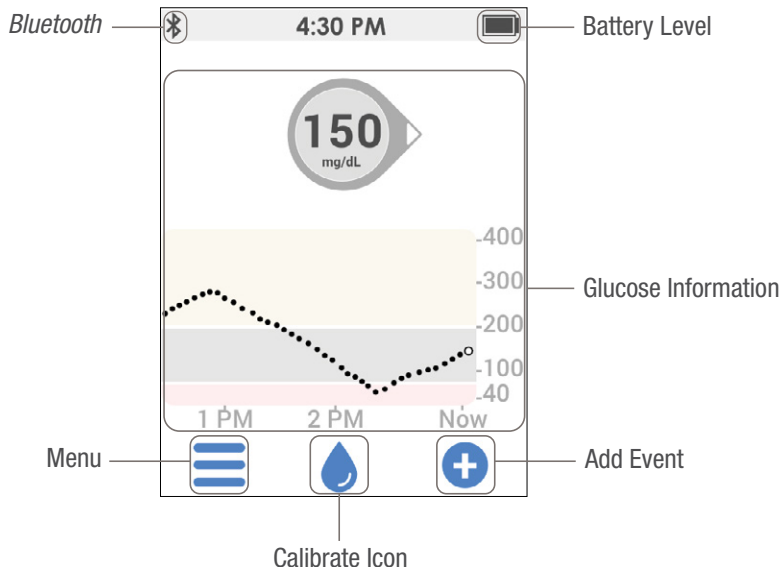 Bluetooth
4:30 PM
Battery Level
150
mg/dL
-400
-300
Glucose Information
-200
-100
-40
1 PM 2 PM Now
Menu
Add Event
Calibrate Icon